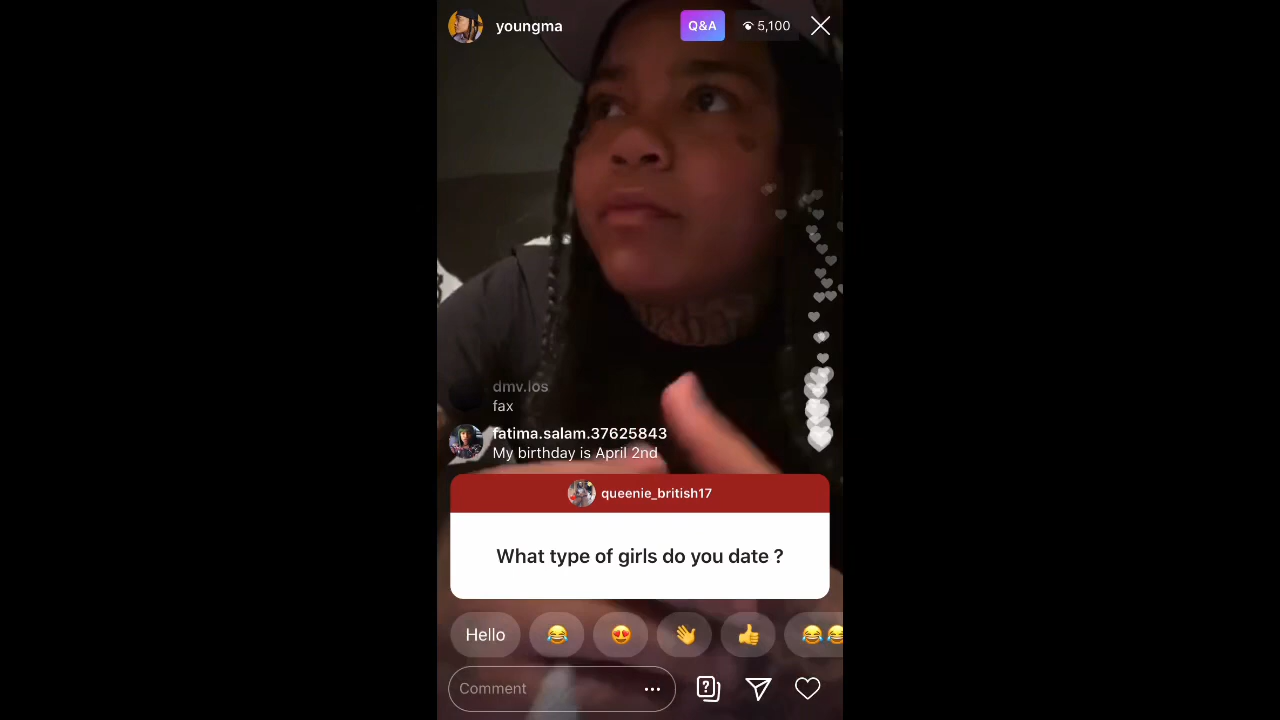 youngma
Q&A
5,100
dmv.los
fax
fatima.salam.37625843
My birthday is April 2nd
queenie_british17
What type of girls do you date ?
Hello
Comment